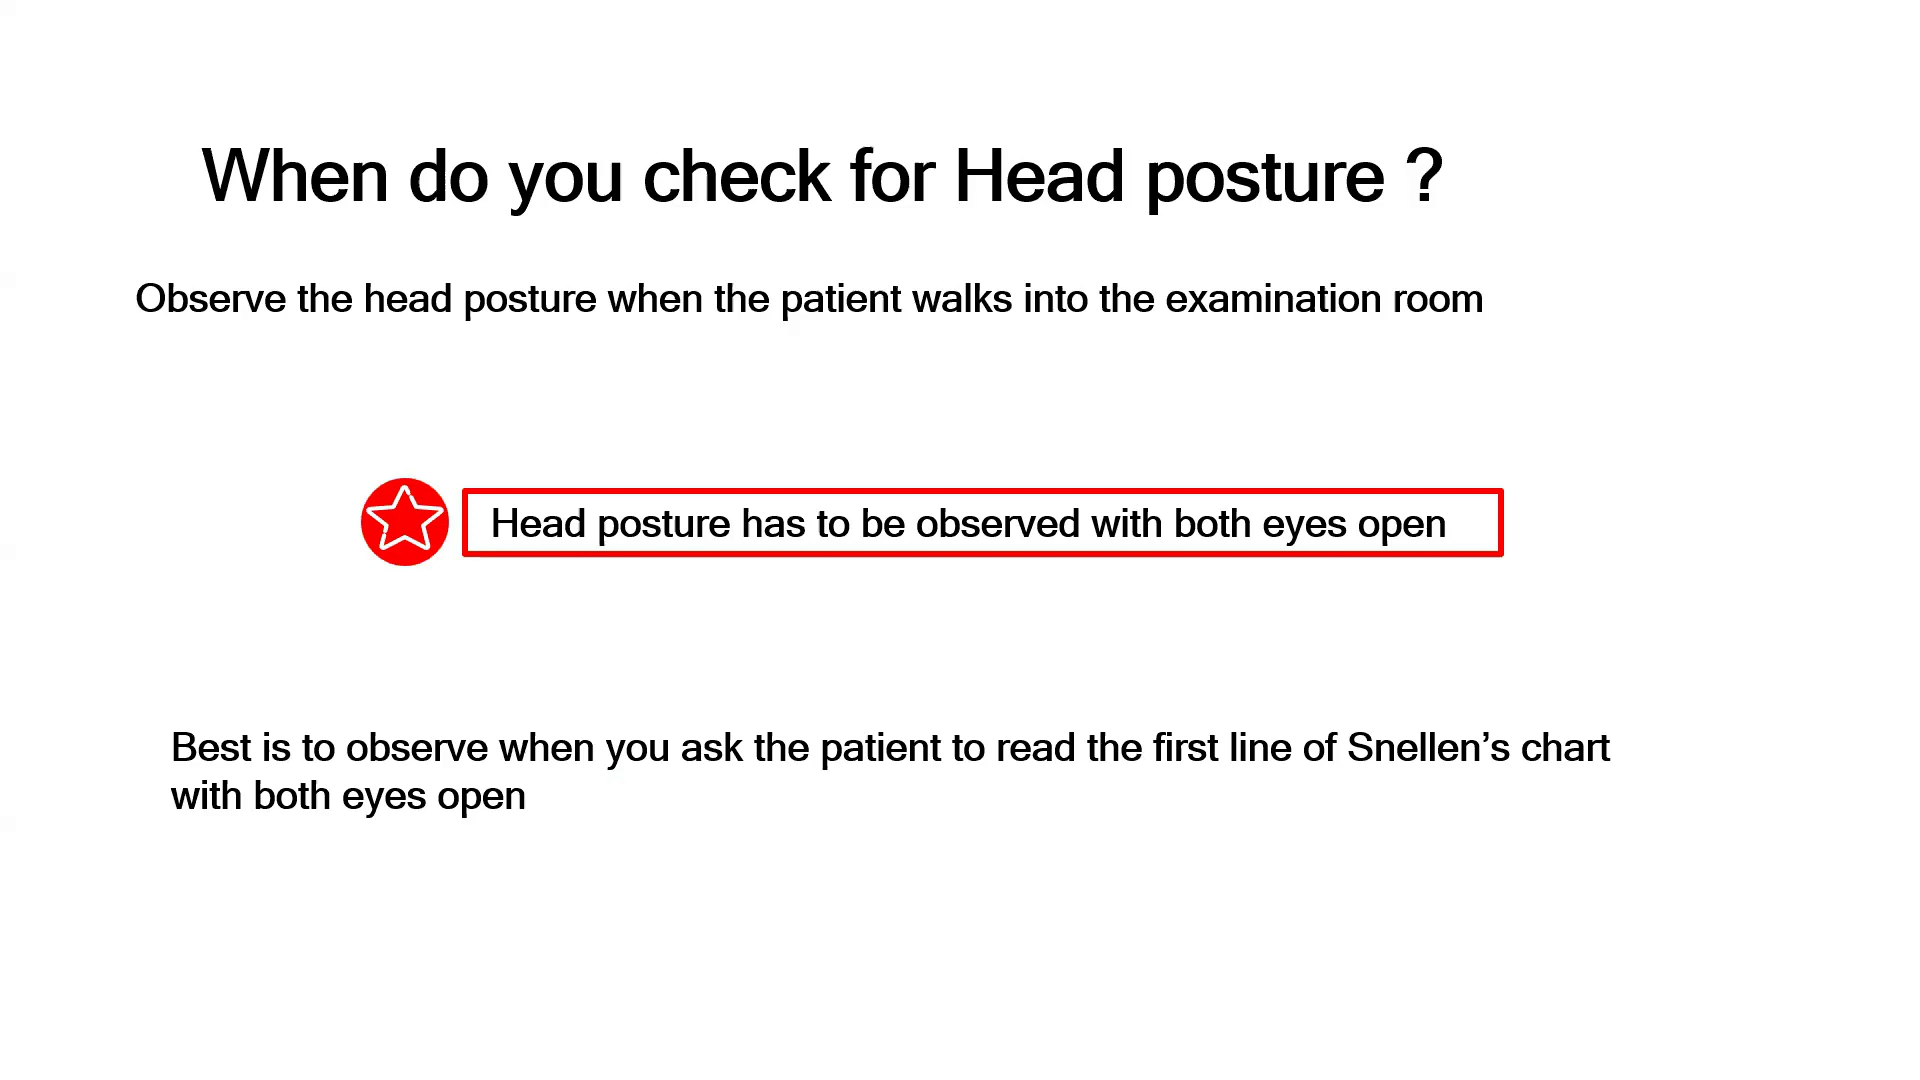 When do you check for Head posture ?
Observe the head posture when the patient walks into the examination room
Head posture has to be observed with both eyes open
Best is to observe when you ask the patient to read the first line of Snellen’s chart
with both eyes open